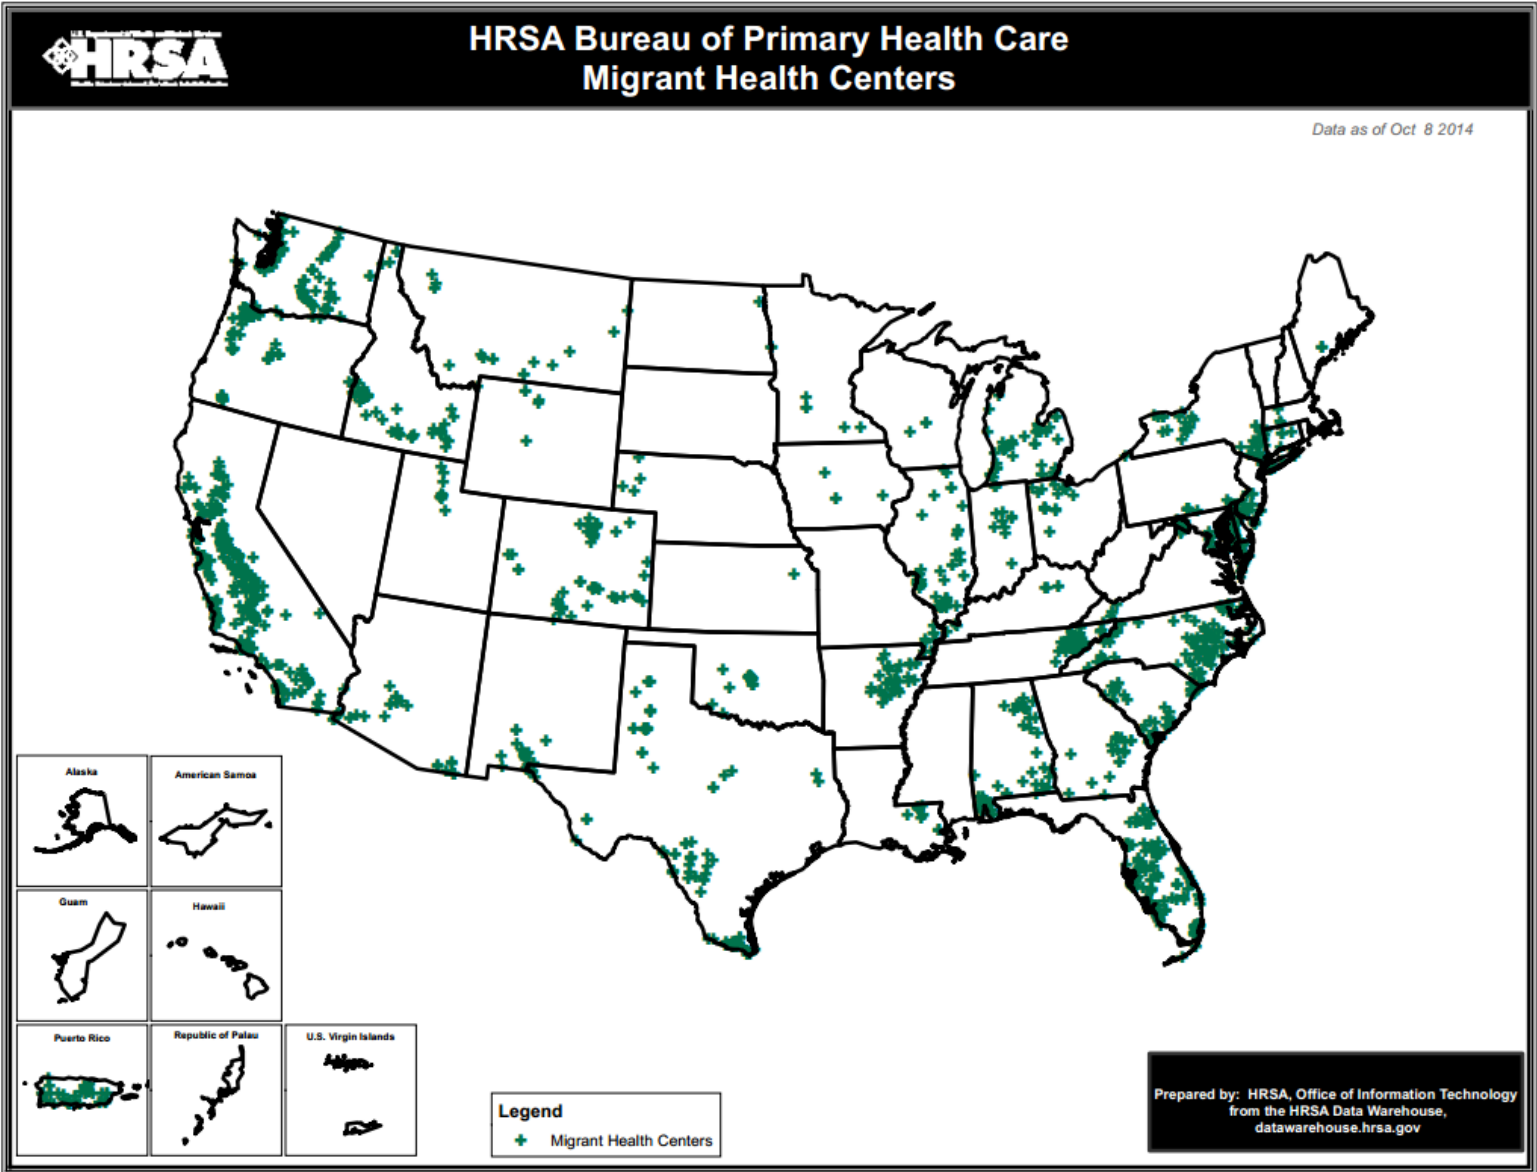 HRSA
HRSA Bureau of Primary Health Care
Migrant Health Centers
Data as of Oct 8 2014
Alaska
American Samoa
Guam
Hawaii
Puerto Rico
Republic of Palau
U.S. Virgin Islands
Legend
Migrant Health Centers
Prepared by: HRSA, Office of Information Technology
from the HRSA Data Warehouse,
datawarehouse.hrsa.gov